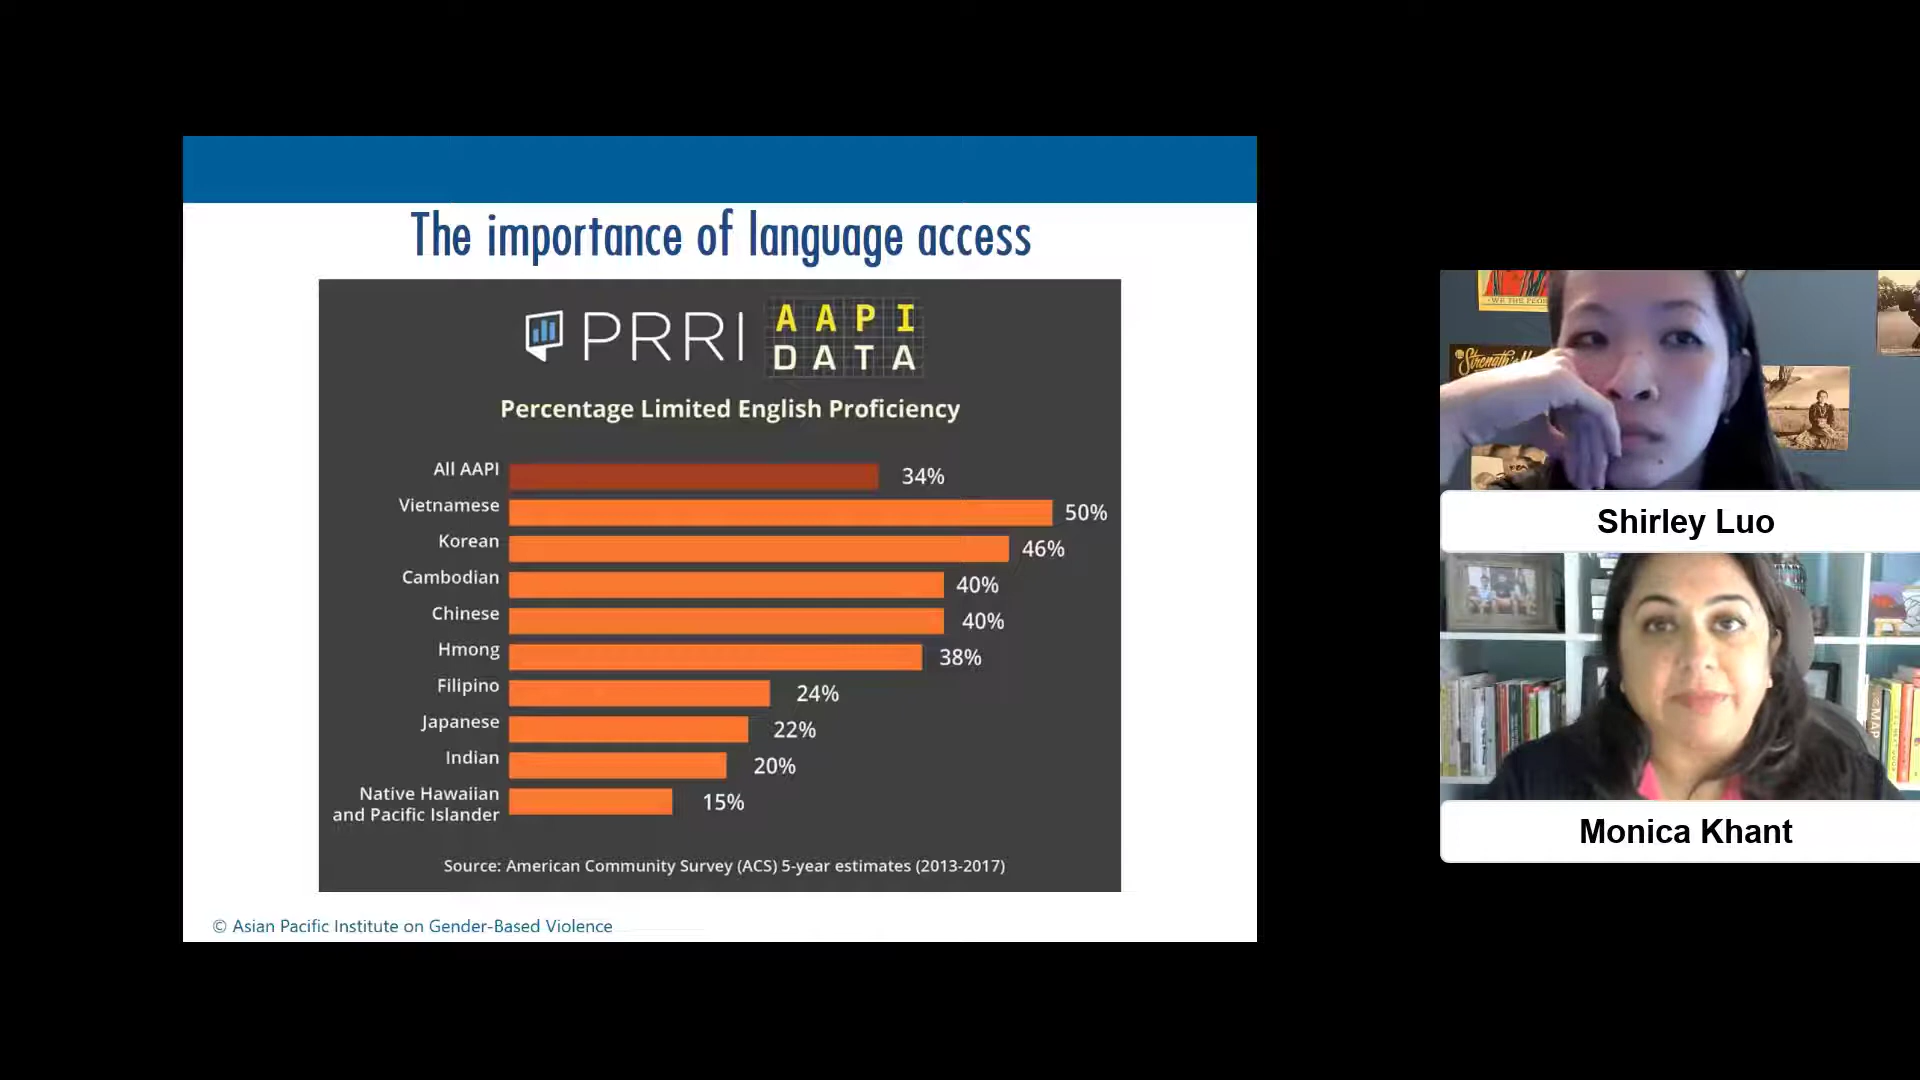 The importance of language access
PRRI
AAPI
DATA
Percentage Limited English Proficiency
All AAPI 34%
Vietnamese 50%
Korean 46%
Cambodian 40%
Chinese 40%
Hmong 38%
Filipino 24%
Japanese 22%
Indian 20%
Native Hawaiian
and Pacific Islander 15%
Source: American Community Survey (ACS) 5-year estimates (2013-2017)
© Asian Pacific Institute on Gender-Based Violence
WE THE
Shirley Luo
MAP
Monica Khant